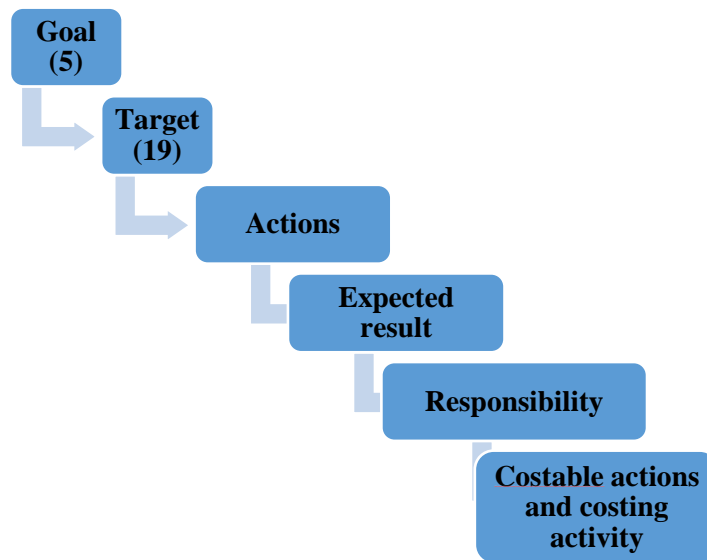 Goal
(5)
Target
(19)
Actions
Expected
result
Responsibility
Costable actions
and costing
activity